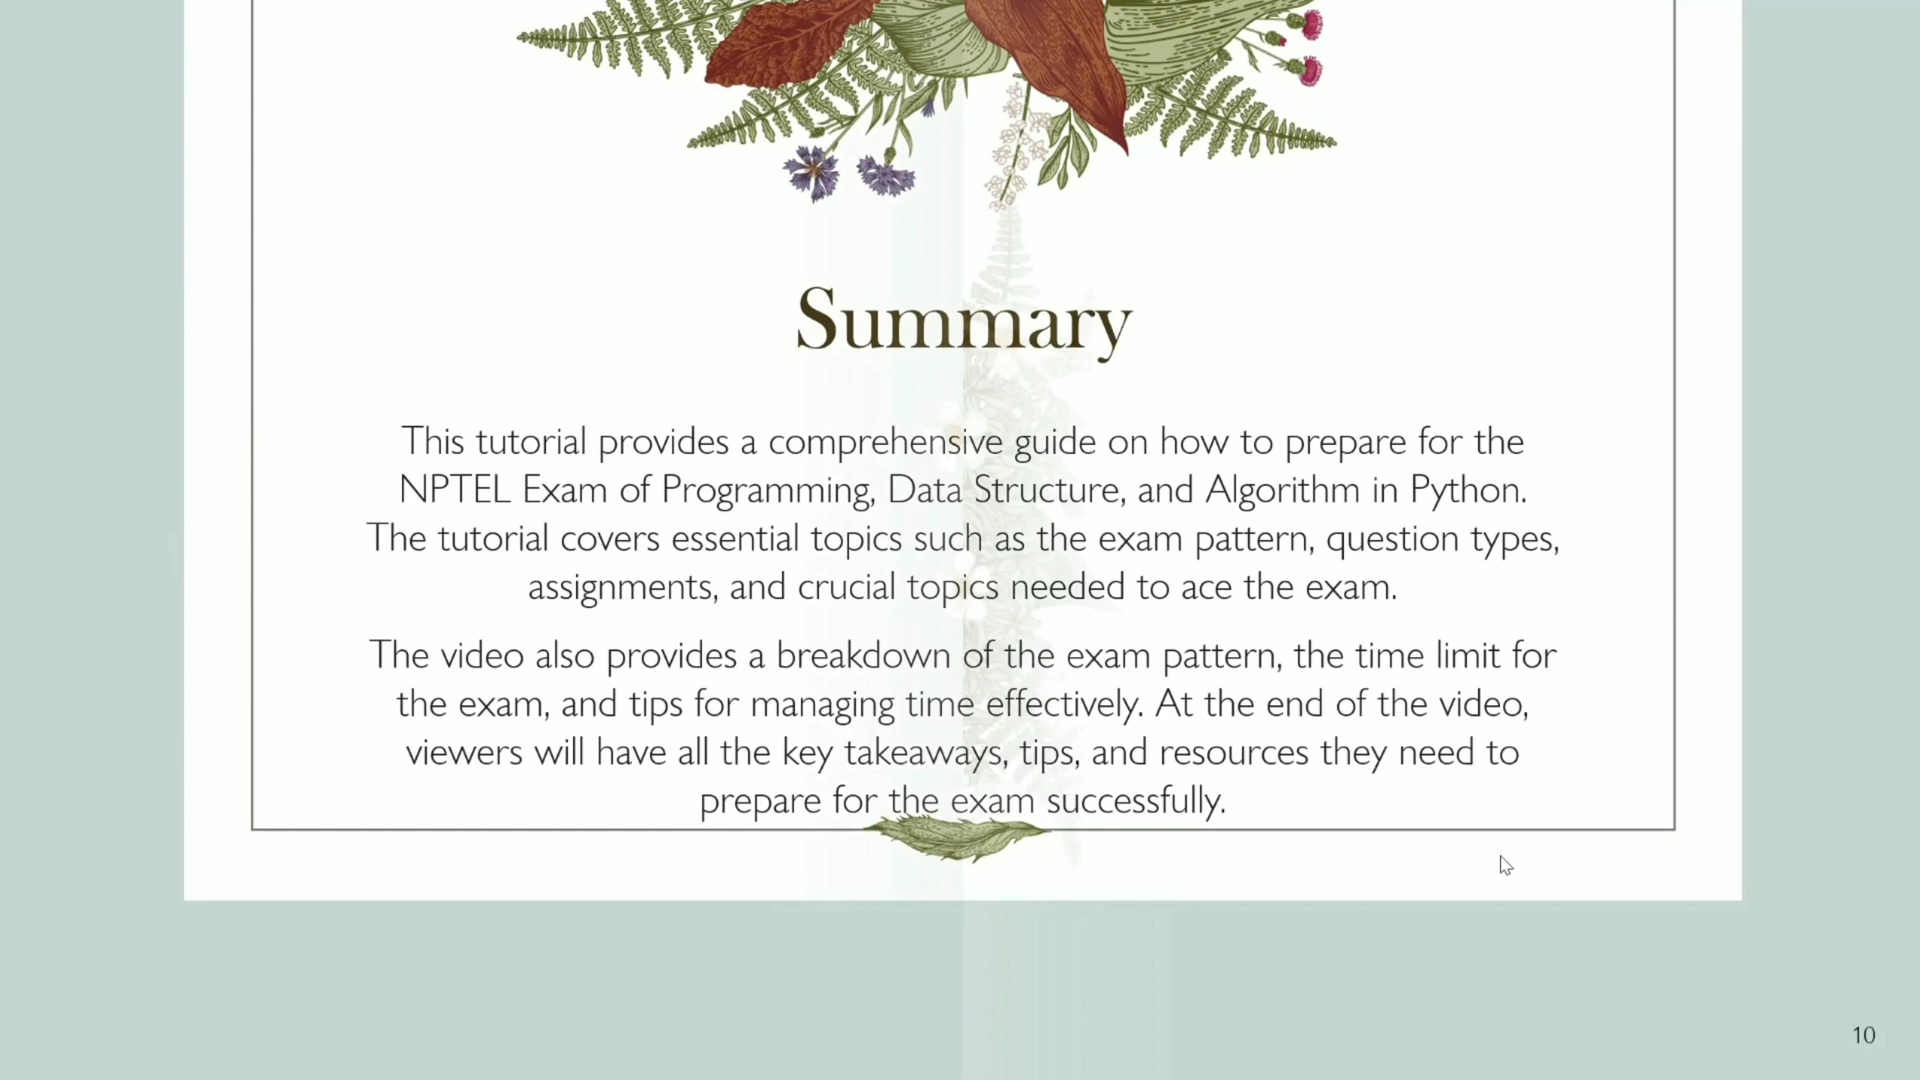 Summary
This tutorial provides a comprehensive guide on how to prepare for the
NPTEL Exam of Programming, Data Structure, and Algorithm in Python.
The tutorial covers essential topics such as the exam pattern, question types,
assignments, and crucial topics needed to ace the exam.
The video also provides a breakdown of the exam pattern, the time limit for
the exam, and tips for managing time effectively. At the end of the video,
viewers will have all the key takeaways, tips, and resources they need to
prepare for the exam successfully.
10